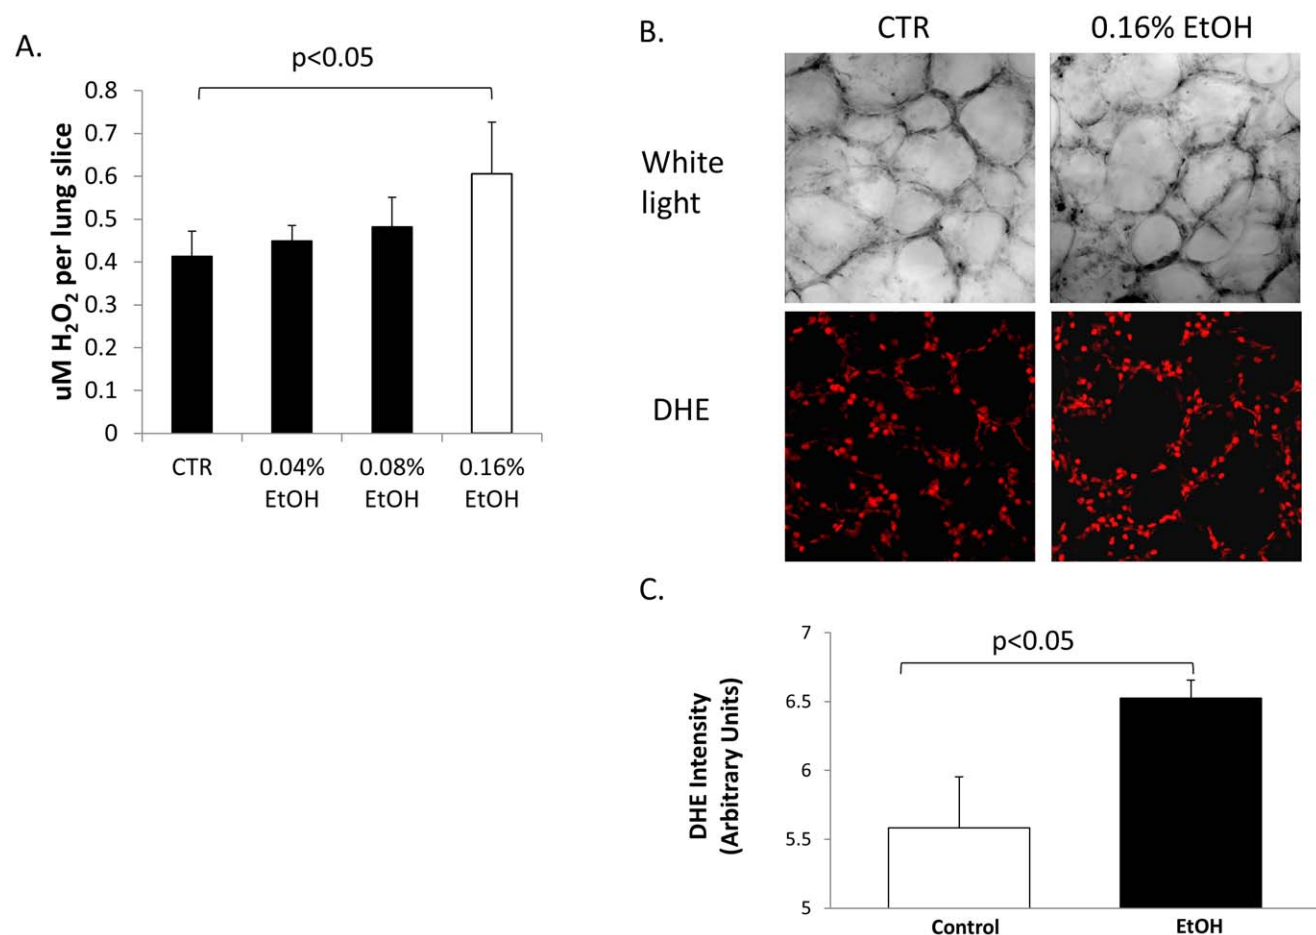 A.
p<0.05
uM H₂O₂ per lung slice
0.8
0.7
0.6
0.5
0.4
0.3
0.2
0.1
0
CTR
0.04%
EtOH
0.08%
EtOH
0.16%
EtOH
B.
CTR
0.16% EtOH
White
light
DHE
C.
p<0.05
DHE Intensity
(Arbitrary Units)
7
6.5
6
5.5
5
Control
EtOH